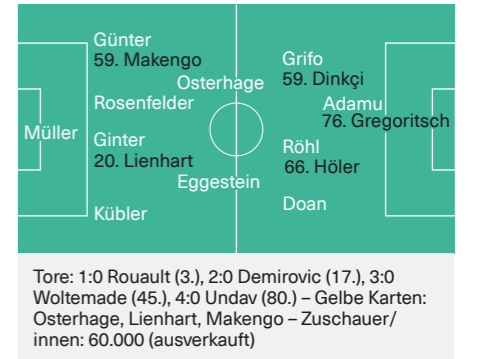 Günter
59. Makengo
Osterhage
Rosenfelder
Müller
Ginter
20. Lienhart
Eggestein
Kübler
Grifo
59. Dinkçi
Adamu
76. Gregoritsch
Röhl
66. Höler
Doan
Tore: 1:0 Rouault (3.), 2:0 Demirovic (17.), 3:0
Woltemade (45.), 4:0 Undav (80.) – Gelbe Karten:
Osterhage, Lienhart, Makengo – Zuschauer/
innen: 60.000 (ausverkauft)